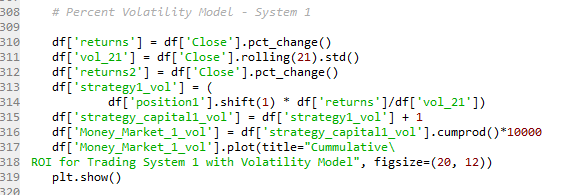 308 # Percent Volatility Model - System 1
309
310 df['returns'] = df['Close'].pct_change()
311 df['vol_21'] = df['Close'].rolling(21).std()
312 df['returns2'] = df['Close'].pct_change()
313 df['strategy1_vol'] = (
314 df['position1'].shift(1) * df['returns']/df['vol_21'])
315 df['strategy_capital1_vol'] = df['strategy1_vol'] + 1
316 df['Money_Market_1_vol'] = df['strategy_capital1_vol'].cumprod()*10000
317 df['Money_Market_1_vol'].plot(title="Cummulative\
318 ROI for Trading System 1 with Volatility Model", figsize=(20, 12))
319 plt.show()
320